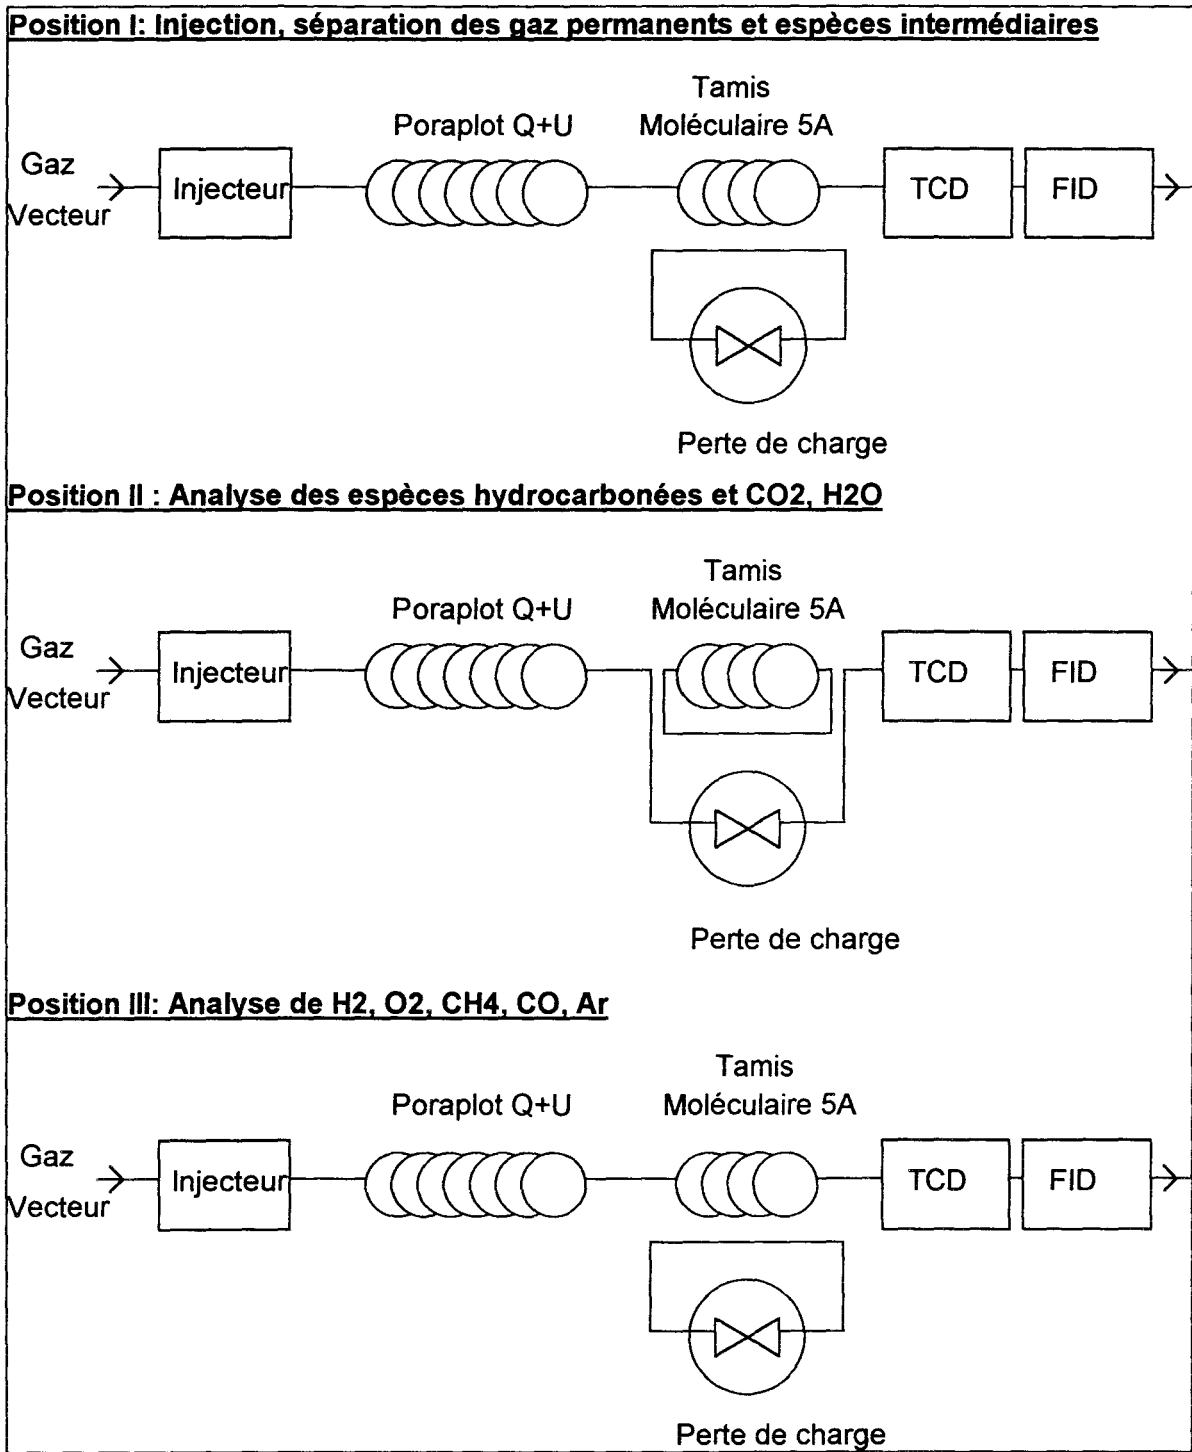 Position I: Injection, séparation des gaz permanents et espèces intermédiaires
Tamis
Poraplot Q+U
Moléculaire 5A
Gaz
Vecteur
Injecteur
TCD
FID
Perte de charge
Position II : Analyse des espèces hydrocarbonées et CO2, H2O
Tamis
Poraplot Q+U
Moléculaire 5A
Gaz
Vecteur
Injecteur
TCD
FID
Perte de charge
Position III: Analyse de H2, O2, CH4, CO, Ar
Tamis
Poraplot Q+U
Moléculaire 5A
Gaz
Vecteur
Injecteur
TCD
FID
Perte de charge